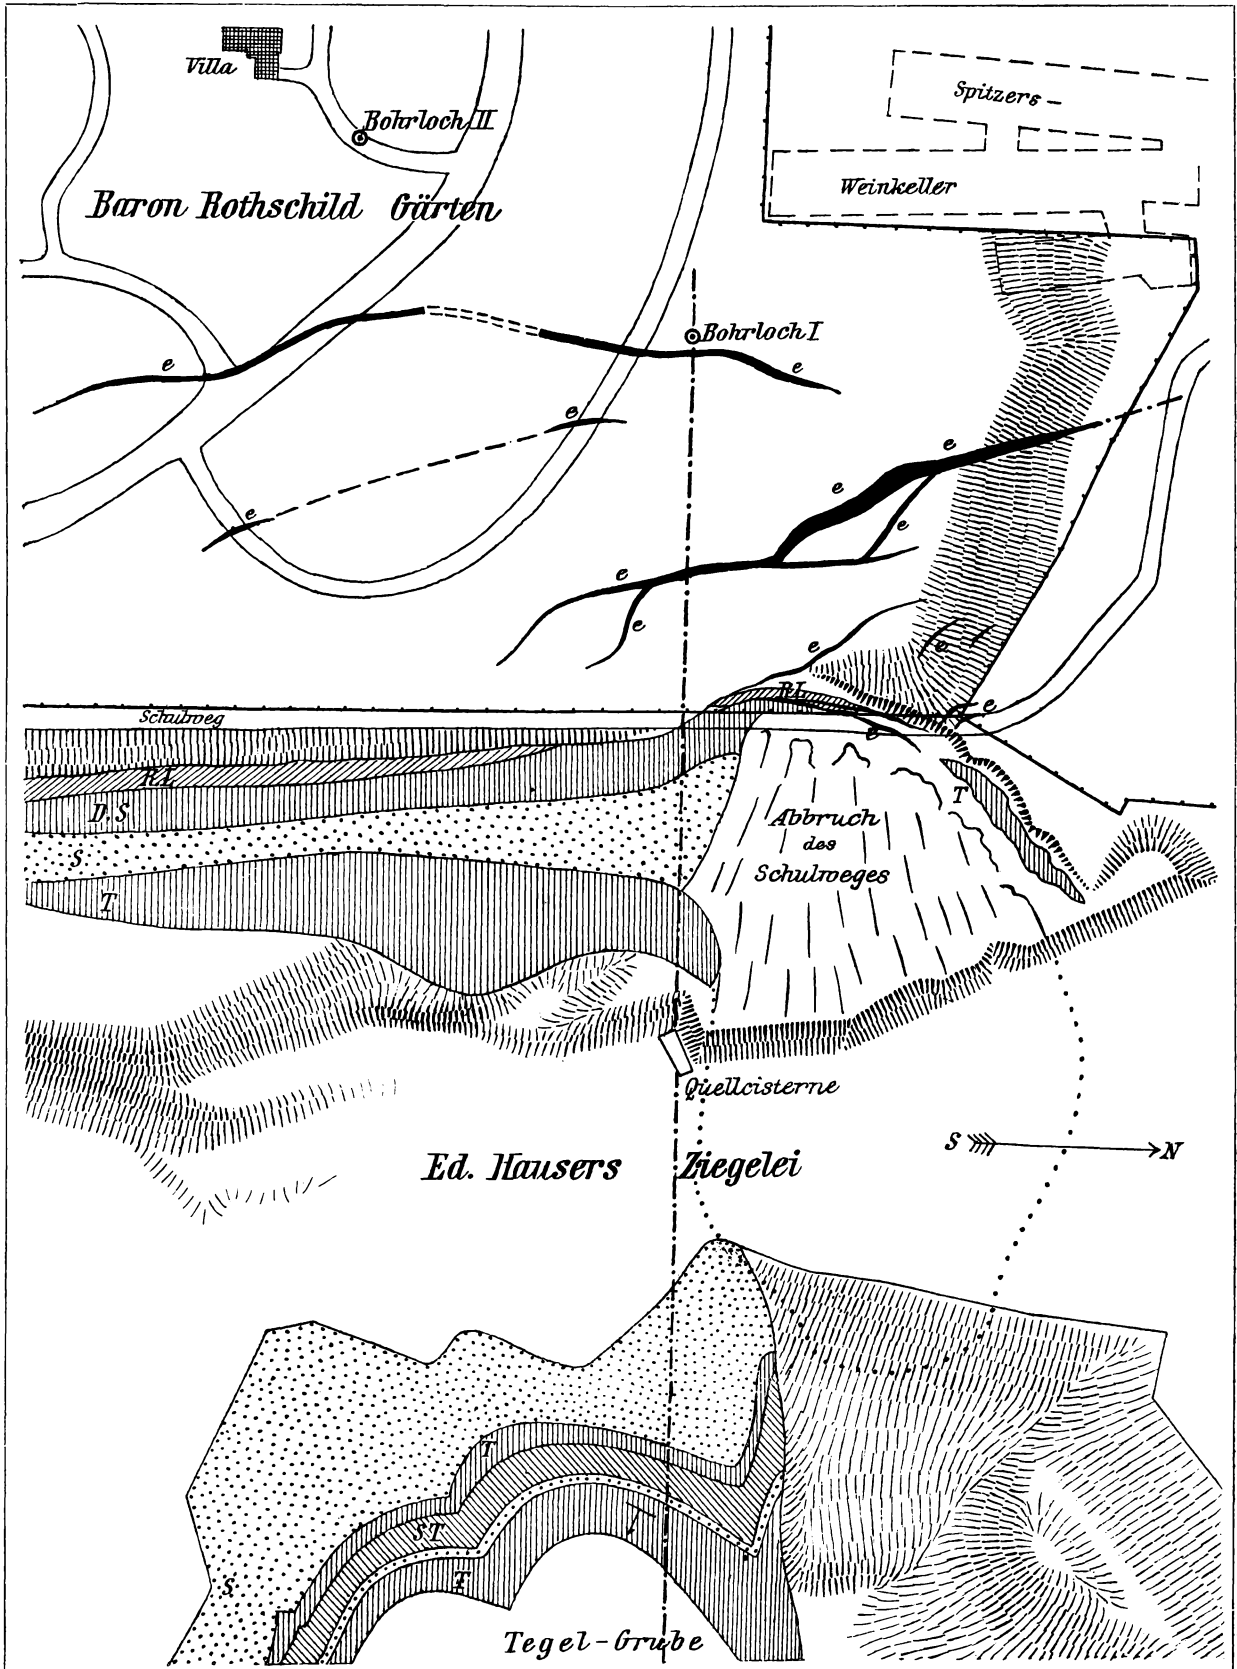 Villa
Spitzers -
Bohrloch II
Weinkeller
Baron Rothschild Gärten
Bohrloch I
e
e
e
e
e
e
e
e
e
e
e
R.L
e
Schulweg
e
R.L
T
D.S
Abbruch
des
S
Schulweges
T
Quellcisterne
S
N
Ed. Hausers Ziegelei
T
S T
S
T
Tegel-Grube